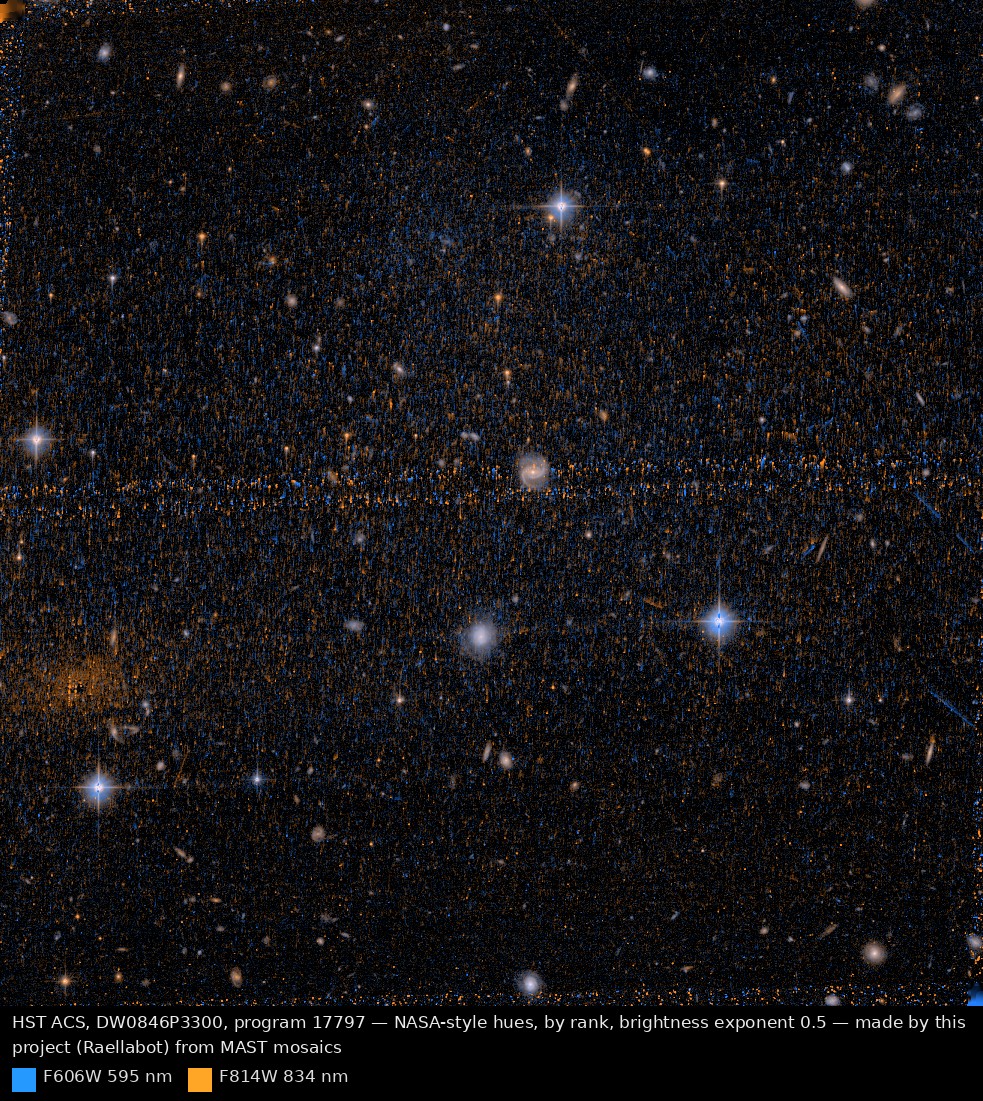 HST ACS, DW0846P3300, program 17797 — NASA-style hues, by rank, brightness exponent 0.5 — made by this
project (Raellabot) from MAST mosaics
F606W 595 nm F814W 834 nm